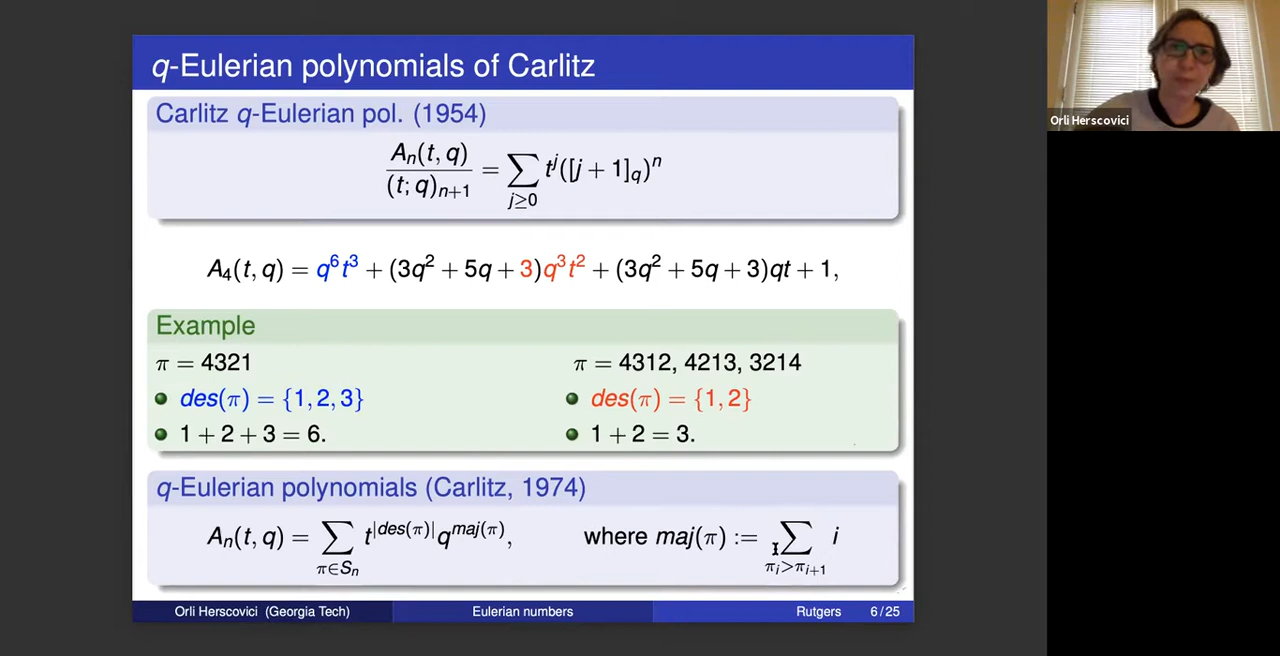 q-Eulerian polynomials of Carlitz
Orli Herscovici
Carlitz q-Eulerian pol. (1954)
A_n(t, q) / (t; q)_{n+1} = ∑_{j≥0} t^j([j + 1]_q)^n
A_4(t, q) = q^6t^3 + (3q^2 + 5q + 3)q^3t^2 + (3q^2 + 5q + 3)qt + 1,
Example
π = 4321
des(π) = {1, 2, 3}
1 + 2 + 3 = 6.
π = 4312, 4213, 3214
des(π) = {1, 2}
1 + 2 = 3.
q-Eulerian polynomials (Carlitz, 1974)
A_n(t, q) = ∑_{π∈S_n} t^{|des(π)|}q^{maj(π)}, where maj(π) := ∑_{π_i>π_{i+1}} i
Orli Herscovici (Georgia Tech) Eulerian numbers Rutgers 6 / 25